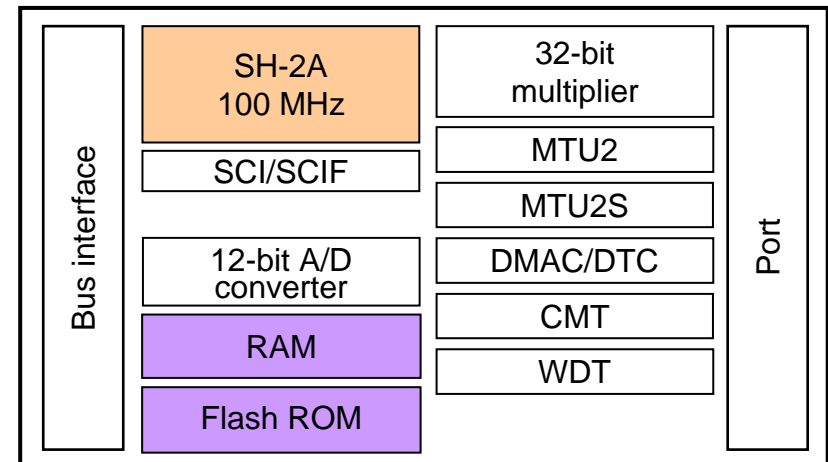 Bus interface
SH-2A
100 MHz
SCI/SCIF
12-bit A/D
converter
RAM
Flash ROM
32-bit
multiplier
MTU2
MTU2S
DMAC/DTC
CMT
WDT
Port